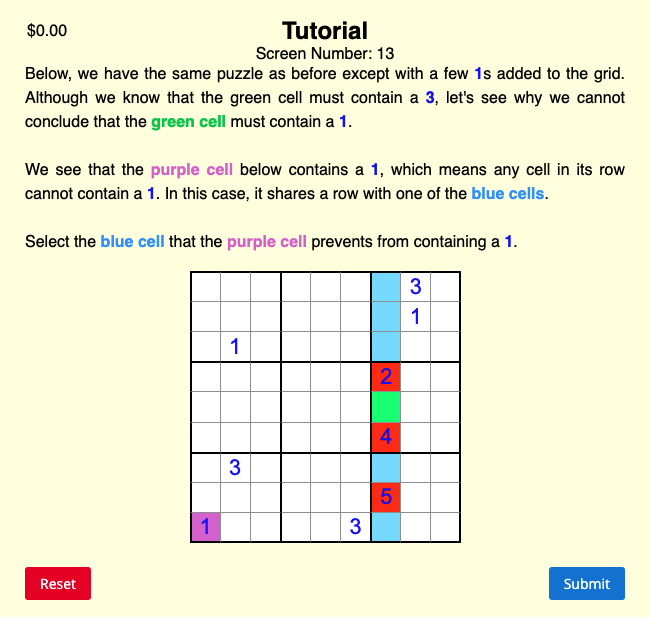 $0.00
Tutorial
Screen Number: 13
Below, we have the same puzzle as before except with a few 1s added to the grid.
Although we know that the green cell must contain a 3, let's see why we cannot
conclude that the green cell must contain a 1.
We see that the purple cell below contains a 1, which means any cell in its row
cannot contain a 1. In this case, it shares a row with one of the blue cells.
Select the blue cell that the purple cell prevents from containing a 1.
3
1
1
2
4
3
5
1 3
Reset Submit